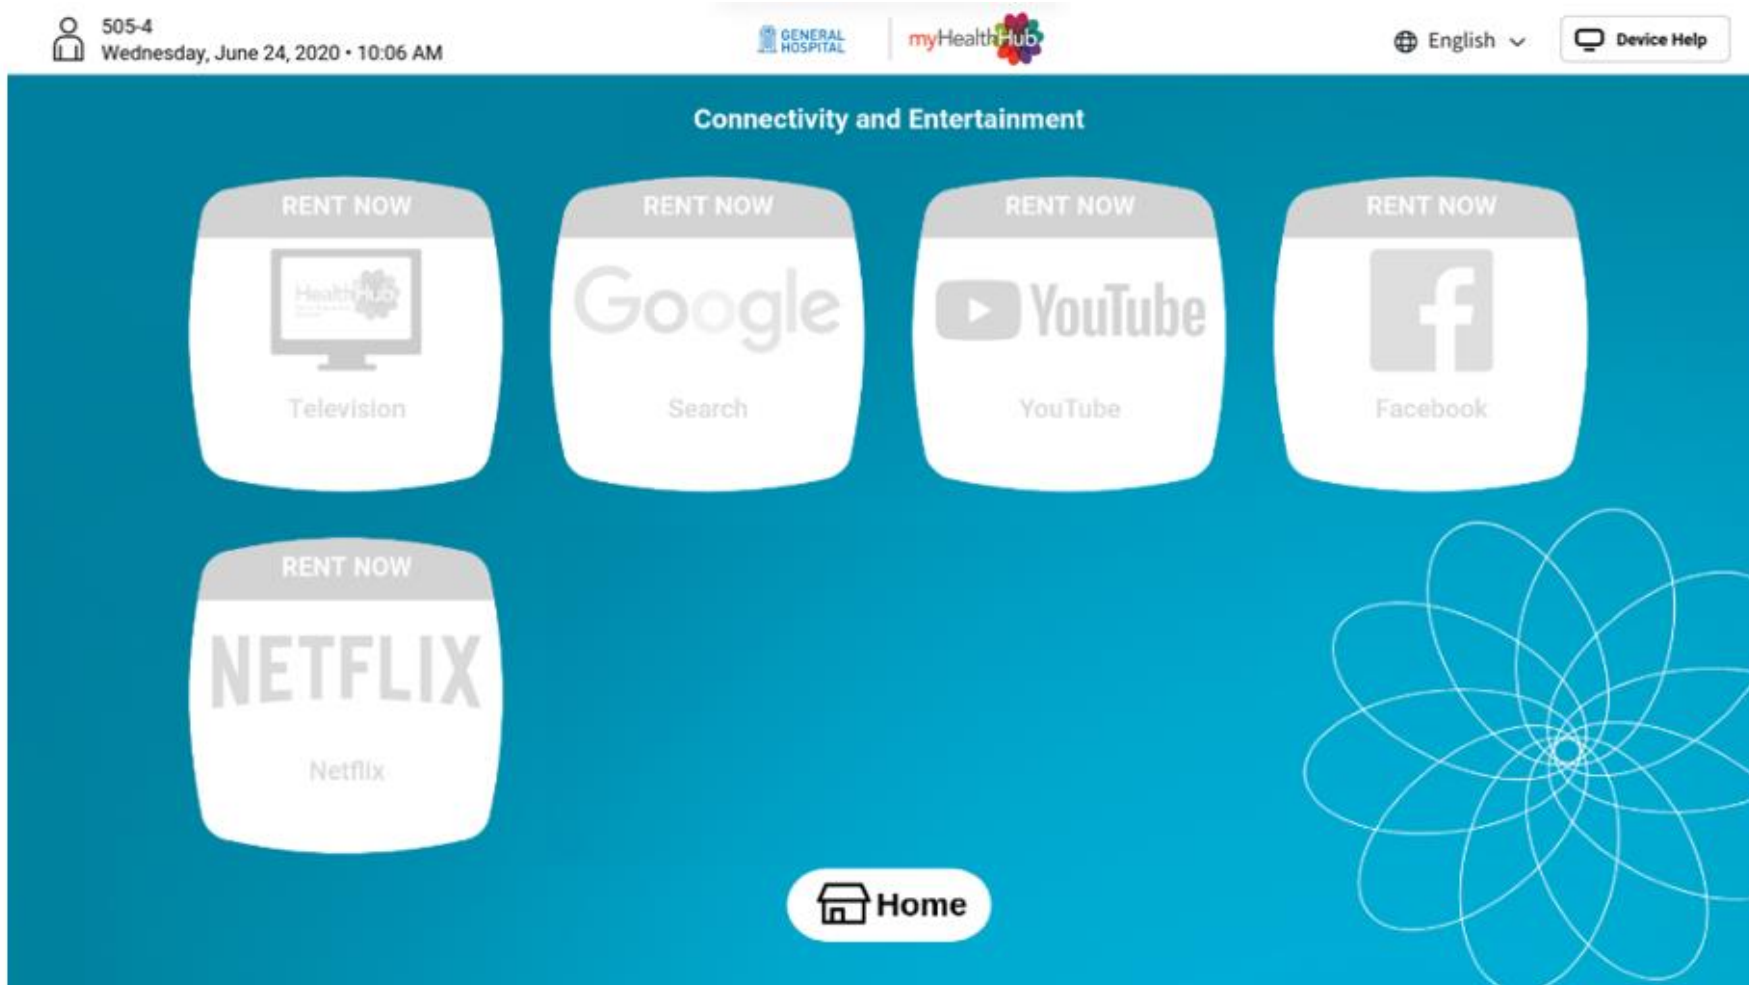 505-4
Wednesday, June 24, 2020 • 10:06 AM
GENERAL
HOSPITAL
myHealthHub
English
Device Help
Connectivity and Entertainment
RENT NOW
HealthHub
Television
RENT NOW
Google
Search
RENT NOW
YouTube
YouTube
RENT NOW
f
Facebook
RENT NOW
NETFLIX
Netflix
Home